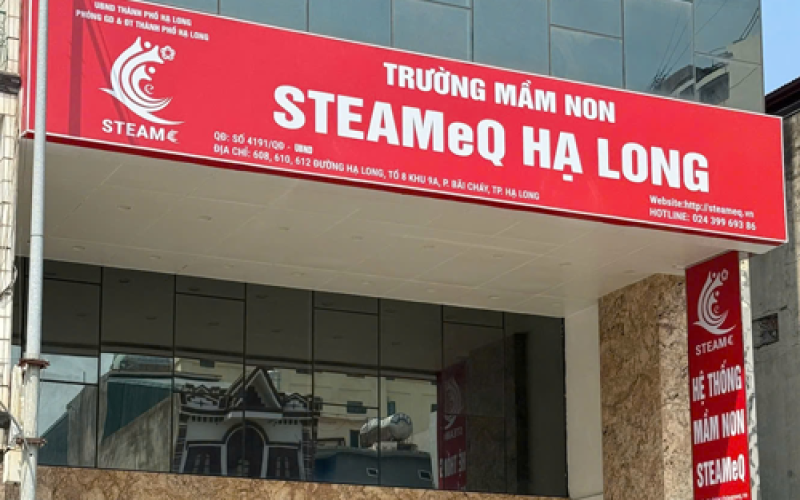 UBND THÀNH PHỐ HẠ LONG
PHÒNG GD & ĐT THÀNH PHỐ HẠ LONG
TRƯỜNG MẦM NON
STEAMeQ HẠ LONG
STEAM€
QĐ: SỐ 4191/QĐ - UBND
ĐỊA CHỈ: 608, 610, 612 ĐƯỜNG HẠ LONG, TỔ 8 KHU 9A, P. BÃI CHÁY, TP. HẠ LONG
Website:http://steameq.vn
HOTLINE: 024 399 693 86
STEAM€
HỆ THỐNG
MẦM NON
STEAMeQ